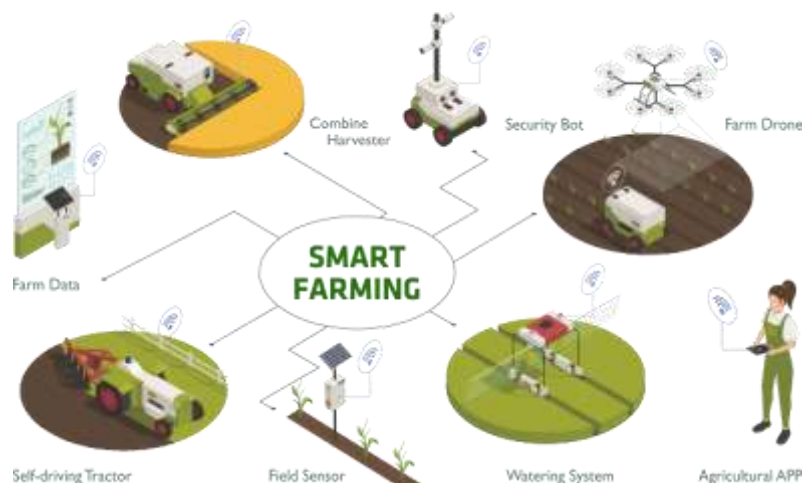 Combine
Harvester
Security Bot
Farm Drone
SMART
FARMING
Farm Data
Self-driving Tractor
Field Sensor
Watering System
Agricultural APP